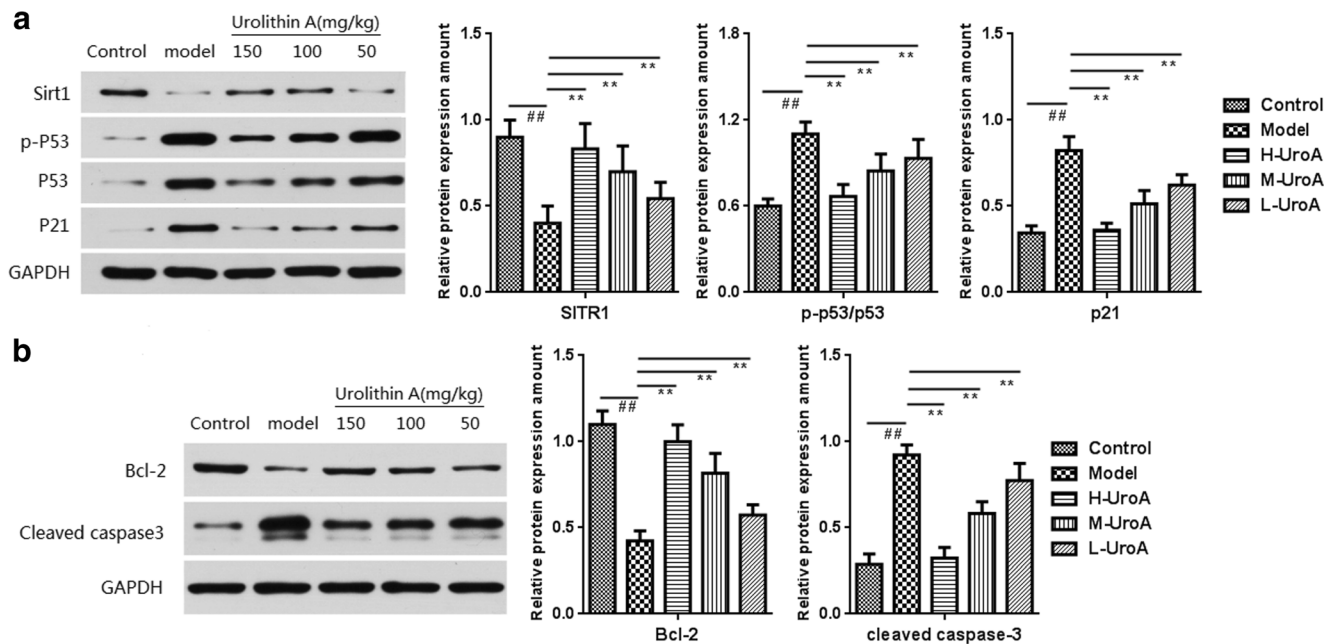 a
Urolithin A(mg/kg)
Control model 150 100 50
Sirt1
p-P53
P53
P21
GAPDH
Relative protein expression amount
1.5
1.0
0.5
0.0
##
**
**
**
SITR1
Relative protein expression amount
1.8
1.2
0.6
0.0
##
**
**
**
p-p53/p53
Relative protein expression amount
1.5
1.0
0.5
0.0
##
**
**
**
p21
Control
Model
H-UroA
M-UroA
L-UroA
b
Urolithin A(mg/kg)
Control model 150 100 50
Bcl-2
Cleaved caspase3
GAPDH
Relative protein expression amount
1.5
1.0
0.5
0.0
##
**
**
**
Bcl-2
Relative protein expression amount
1.5
1.0
0.5
0.0
##
**
**
**
cleaved caspase-3
Control
Model
H-UroA
M-UroA
L-UroA